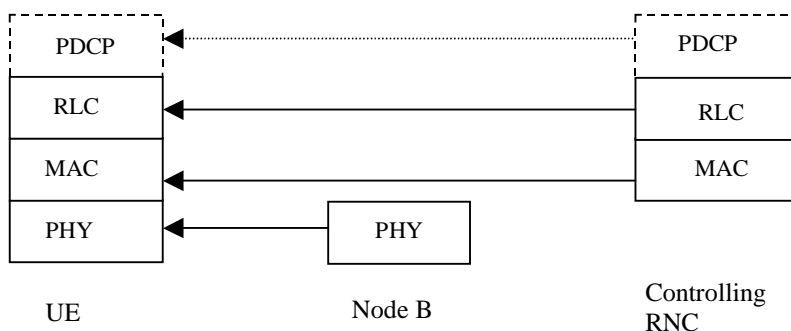 PDCP
PDCP
RLC
RLC
MAC
MAC
PHY
PHY
UE
Node B
Controlling
RNC